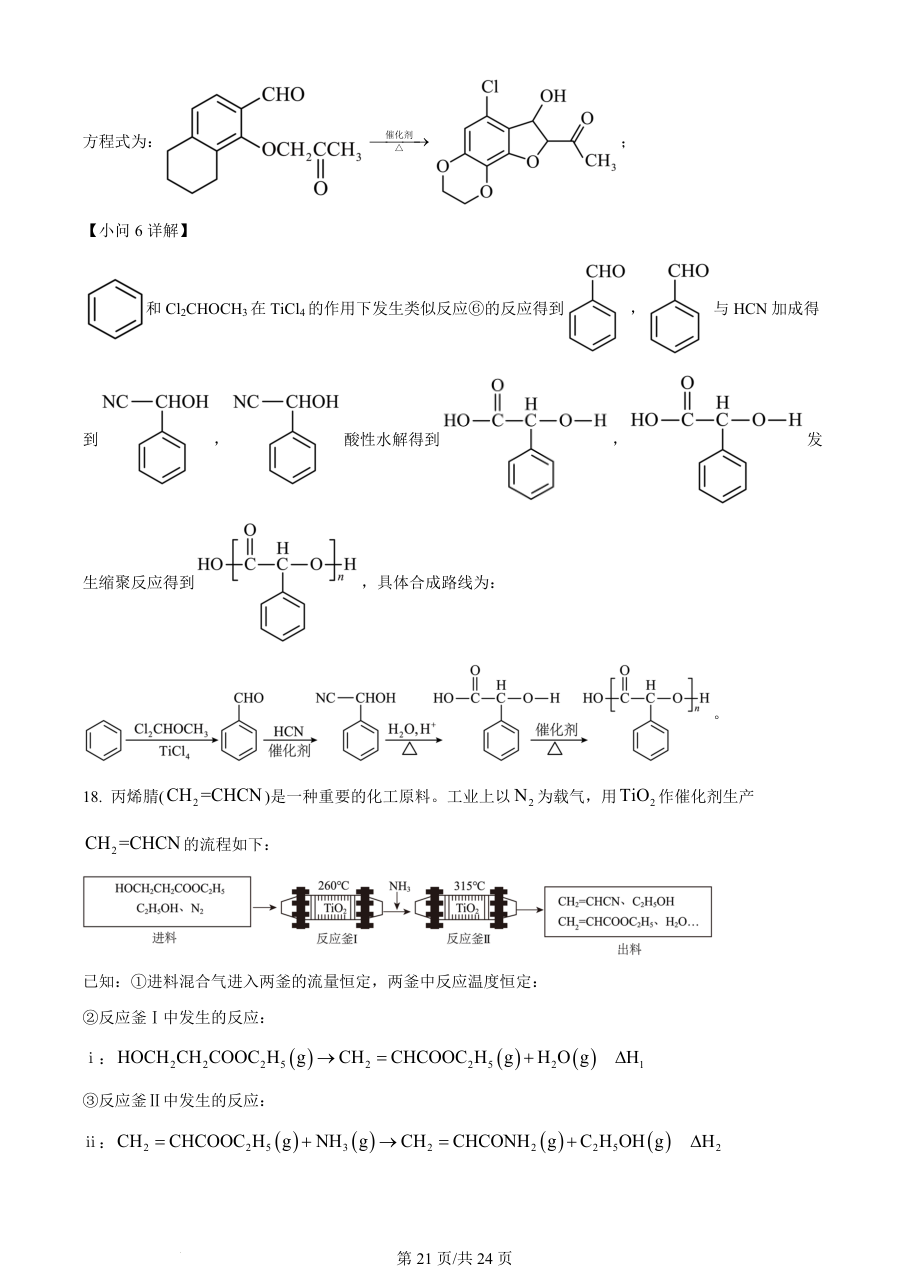 方程式为：
CHO
OCH₂CCH₃
O
催化剂
△
Cl
OH
O
CH₃
O
O
O
；
【小问 6 详解】
和 Cl₂CHOCH₃ 在 TiCl₄ 的作用下发生类似反应⑥的反应得到 CHO ， CHO 与 HCN 加成得
到 NC—CHOH ， NC—CHOH 酸性水解得到 HO—C(=O)—CH—O—H ， HO—C(=O)—CH—O—H 发
生缩聚反应得到 HO—[C(=O)—CH—O]ₙ—H ，具体合成路线为：
Cl₂CHOCH₃
TiCl₄
CHO
HCN
催化剂
NC—CHOH
H₂O, H⁺
△
HO—C(=O)—CH—O—H
催化剂
△
HO—[C(=O)—CH—O]ₙ—H 。
18. 丙烯腈(CH₂=CHCN)是一种重要的化工原料。工业上以 N₂ 为载气，用 TiO₂ 作催化剂生产
CH₂=CHCN 的流程如下：
HOCH₂CH₂COOC₂H₅
C₂H₅OH、N₂
进料
260℃
TiO₂
反应釜Ⅰ
NH₃
315℃
TiO₂
反应釜Ⅱ
CH₂=CHCN、C₂H₅OH
CH₂=CHCOOC₂H₅、H₂O…
出料
已知：①进料混合气进入两釜的流量恒定，两釜中反应温度恒定：
②反应釜Ⅰ中发生的反应：
ⅰ：HOCH₂CH₂COOC₂H₅(g)→CH₂=CHCOOC₂H₅(g)+H₂O(g) ΔH₁
③反应釜Ⅱ中发生的反应：
ⅱ：CH₂=CHCOOC₂H₅(g)+NH₃(g)→CH₂=CHCONH₂(g)+C₂H₅OH(g) ΔH₂
第 21 页/共 24 页